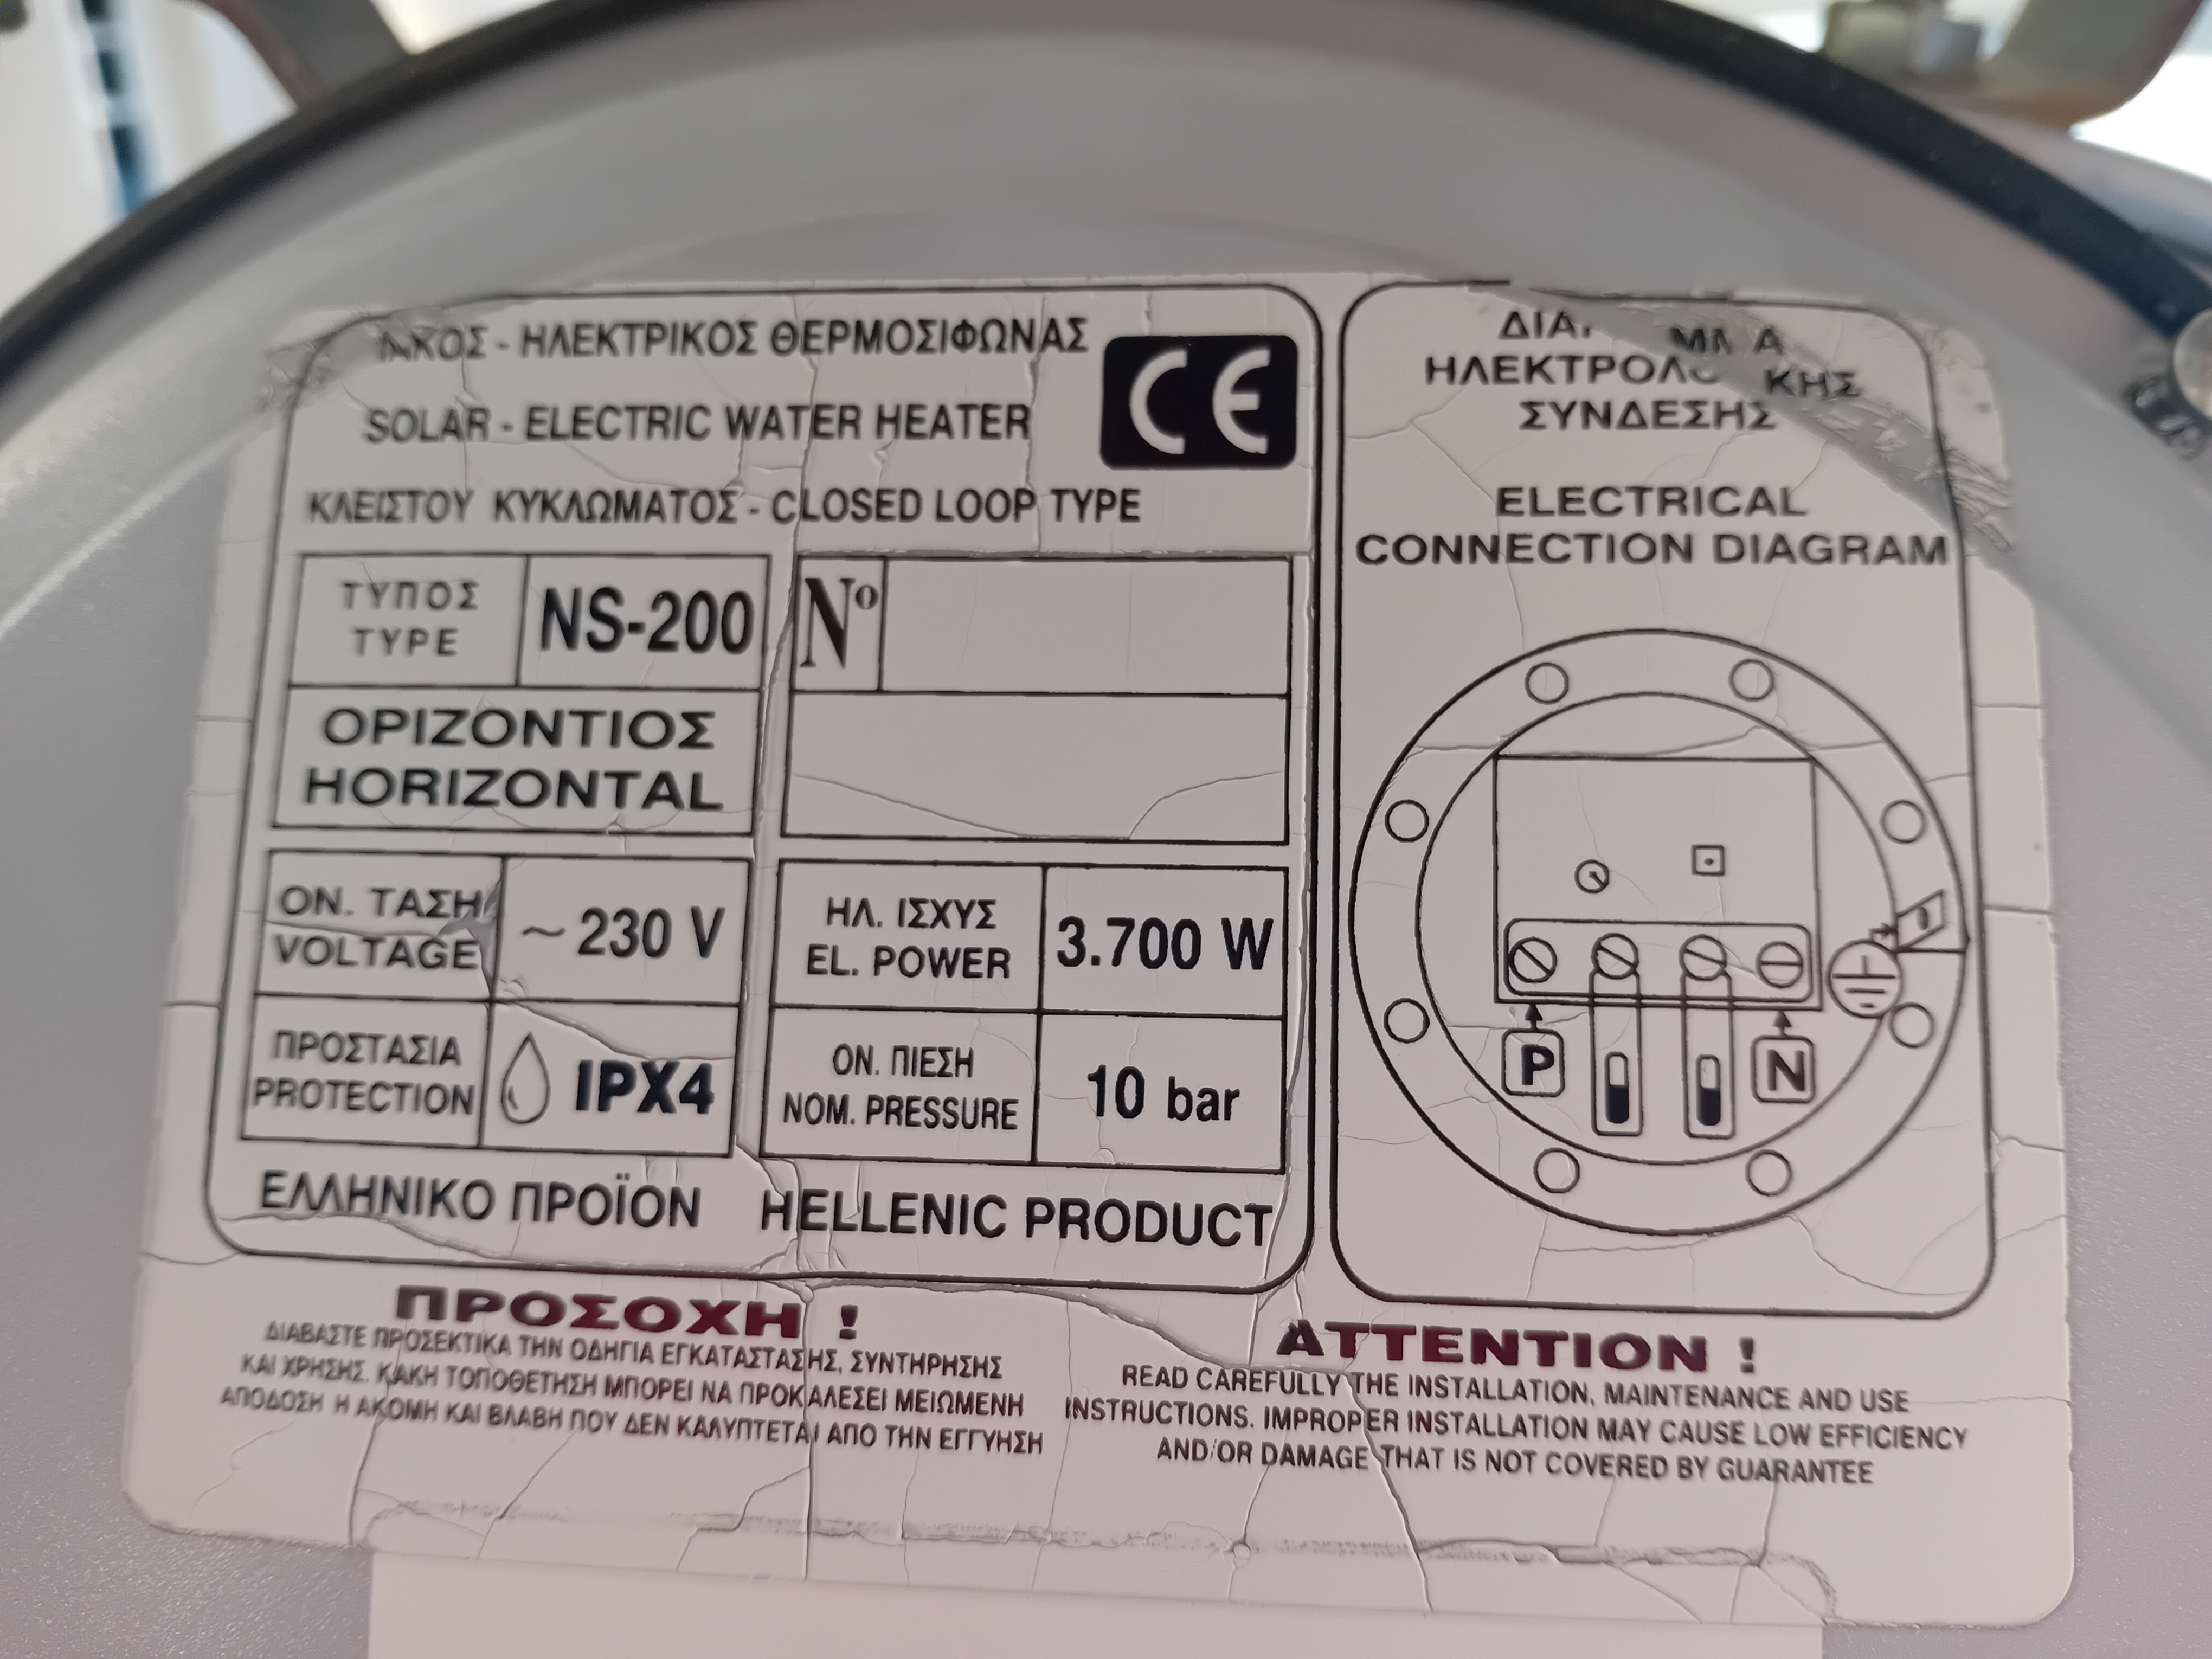 - ΗΛΕΚΤΡΙΚΟΣ ΘΕΡΜΟΣΙΦΩΝΑΣ
CE
SOLAR - ELECTRIC WATER HEATER
ΚΛΕΙΣΤΟΥ ΚΥΚΛΩΜΑΤΟΣ - CLOSED LOOP TYPE
ΤΥΠΟΣ
TYPE
NS-200
Nº
ΟΡΙΖΟΝΤΙΟΣ
HORIZONTAL
ΟΝ. ΤΑΣΗ
VOLTAGE
~ 230 V
ΗΛ. ΙΣΧΥΣ
EL. POWER
3.700 W
ΠΡΟΣΤΑΣΙΑ
PROTECTION
IPX4
ΟΝ. ΠΙΕΣΗ
NOM. PRESSURE
10 bar
ΕΛΛΗΝΙΚΟ ΠΡΟΪΟΝ HELLENIC PRODUCT
ΣΥΝΔΕΣΗΣ
ELECTRICAL
CONNECTION DIAGRAM
P
N
ΠΡΟΣΟΧΗ !
ΔΙΑΒΑΣΤΕ ΠΡΟΣΕΚΤΙΚΑ ΤΗΝ ΟΔΗΓΙΑ ΕΓΚΑΤΑΣΤΑΣΗΣ, ΣΥΝΤΗΡΗΣΗΣ
ΚΑΙ ΧΡΗΣΗΣ. ΚΑΚΗ ΤΟΠΟΘΕΤΗΣΗ ΜΠΟΡΕΙ ΝΑ ΠΡΟΚΑΛΕΣΕΙ ΜΕΙΩΜΕΝΗ
ΑΠΟΔΟΣΗ Η ΑΚΟΜΗ ΚΑΙ ΒΛΑΒΗ ΠΟΥ ΔΕΝ ΚΑΛΥΠΤΕΤΑΙ ΑΠΟ ΤΗΝ ΕΓΓΥΗΣΗ
ATTENTION !
READ CAREFULLY THE INSTALLATION, MAINTENANCE AND USE
INSTRUCTIONS. IMPROPER INSTALLATION MAY CAUSE LOW EFFICIENCY
AND/OR DAMAGE THAT IS NOT COVERED BY GUARANTEE